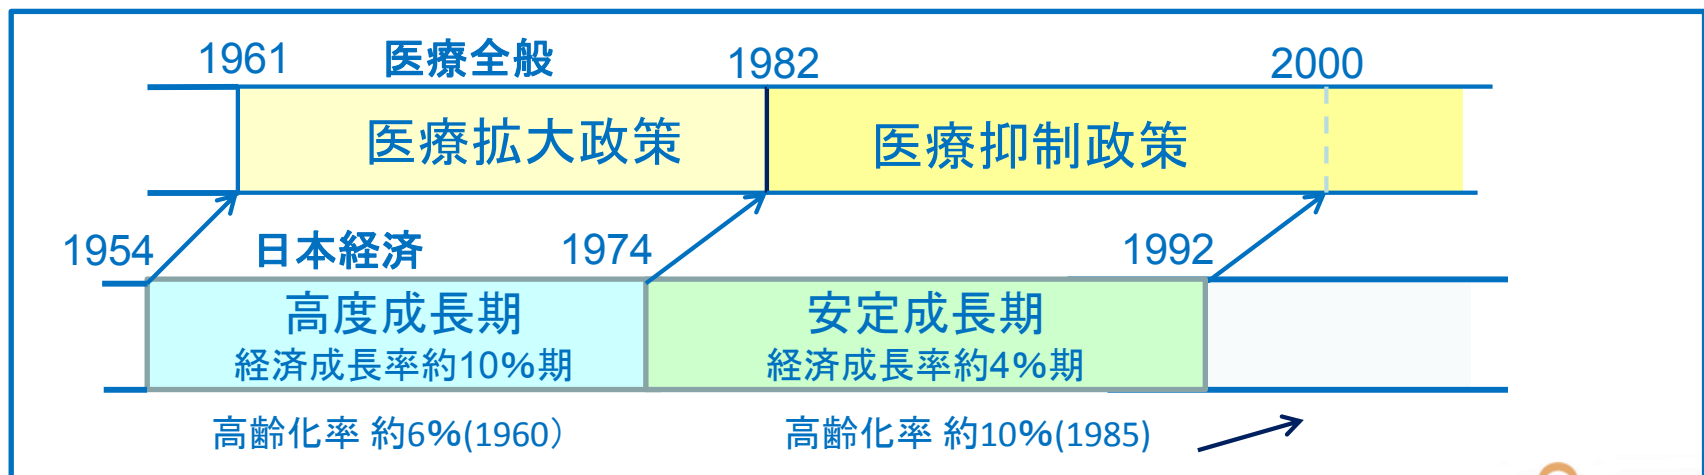 1961 医療全般 1982 2000
医療拡大政策 医療抑制政策
1954 日本経済 1974 1992
高度成長期 安定成長期
経済成長率約10%期 経済成長率約4%期
高齢化率 約6%(1960） 高齢化率 約10%(1985)